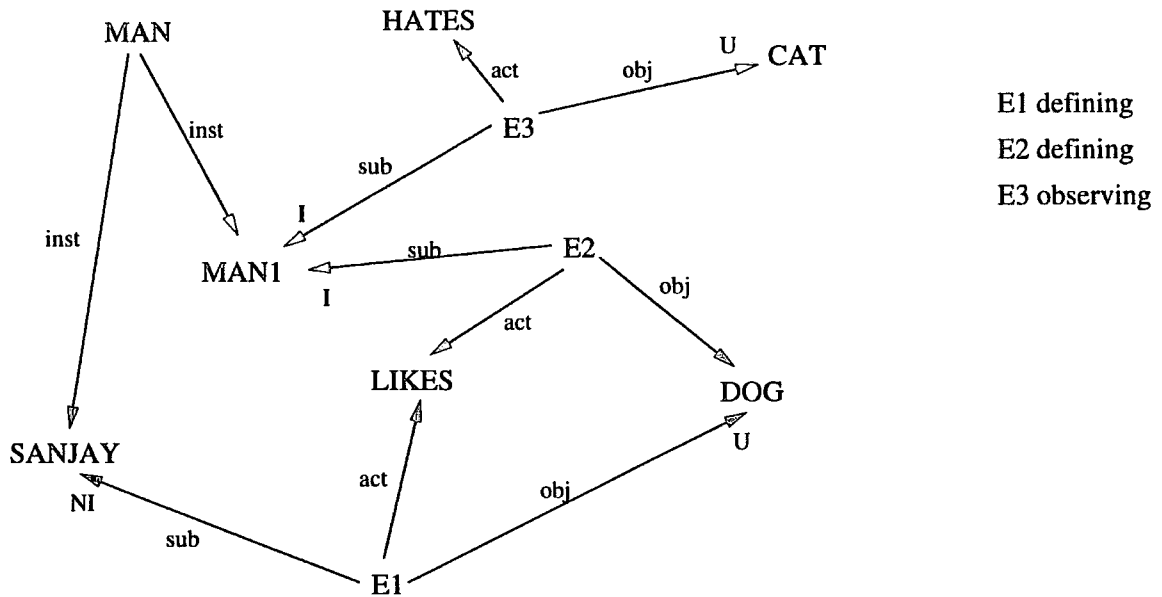 HATES
MAN
U
CAT
act
obj
E1 defining
inst
E3
E2 defining
sub
E3 observing
I
inst
sub
E2
MAN1
I
obj
act
LIKES
DOG
U
SANJAY
act
obj
NI
sub
E1